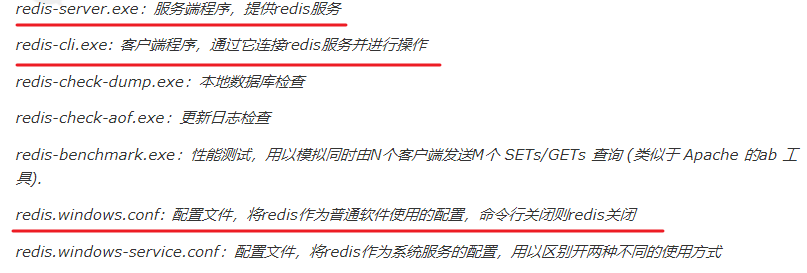 redis-server.exe：服务端程序，提供redis服务
redis-cli.exe: 客户端程序，通过它连接redis服务并进行操作
redis-check-dump.exe：本地数据库检查
redis-check-aof.exe：更新日志检查
redis-benchmark.exe：性能测试，用以模拟同时由N个客户端发送M个 SETs/GETs 查询 (类似于 Apache 的ab 工
具).
redis.windows.conf: 配置文件，将redis作为普通软件使用的配置，命令行关闭则redis关闭
redis.windows-service.conf：配置文件，将redis作为系统服务的配置，用以区别开两种不同的使用方式